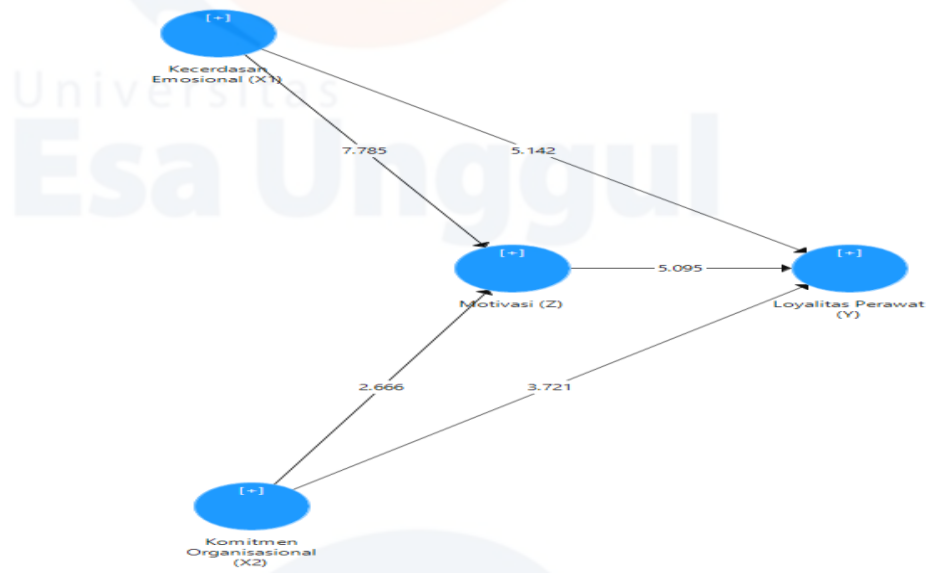 [+]
Kecerdasan
Emosional (X1)
Universitas
Esa Unggul
7.785
5.142
[+]
[+]
5.095
Motivasi (Z)
Loyalitas Perawat
(Y)
2.666
3.721
[+]
Komitmen
Organisasional
(X2)